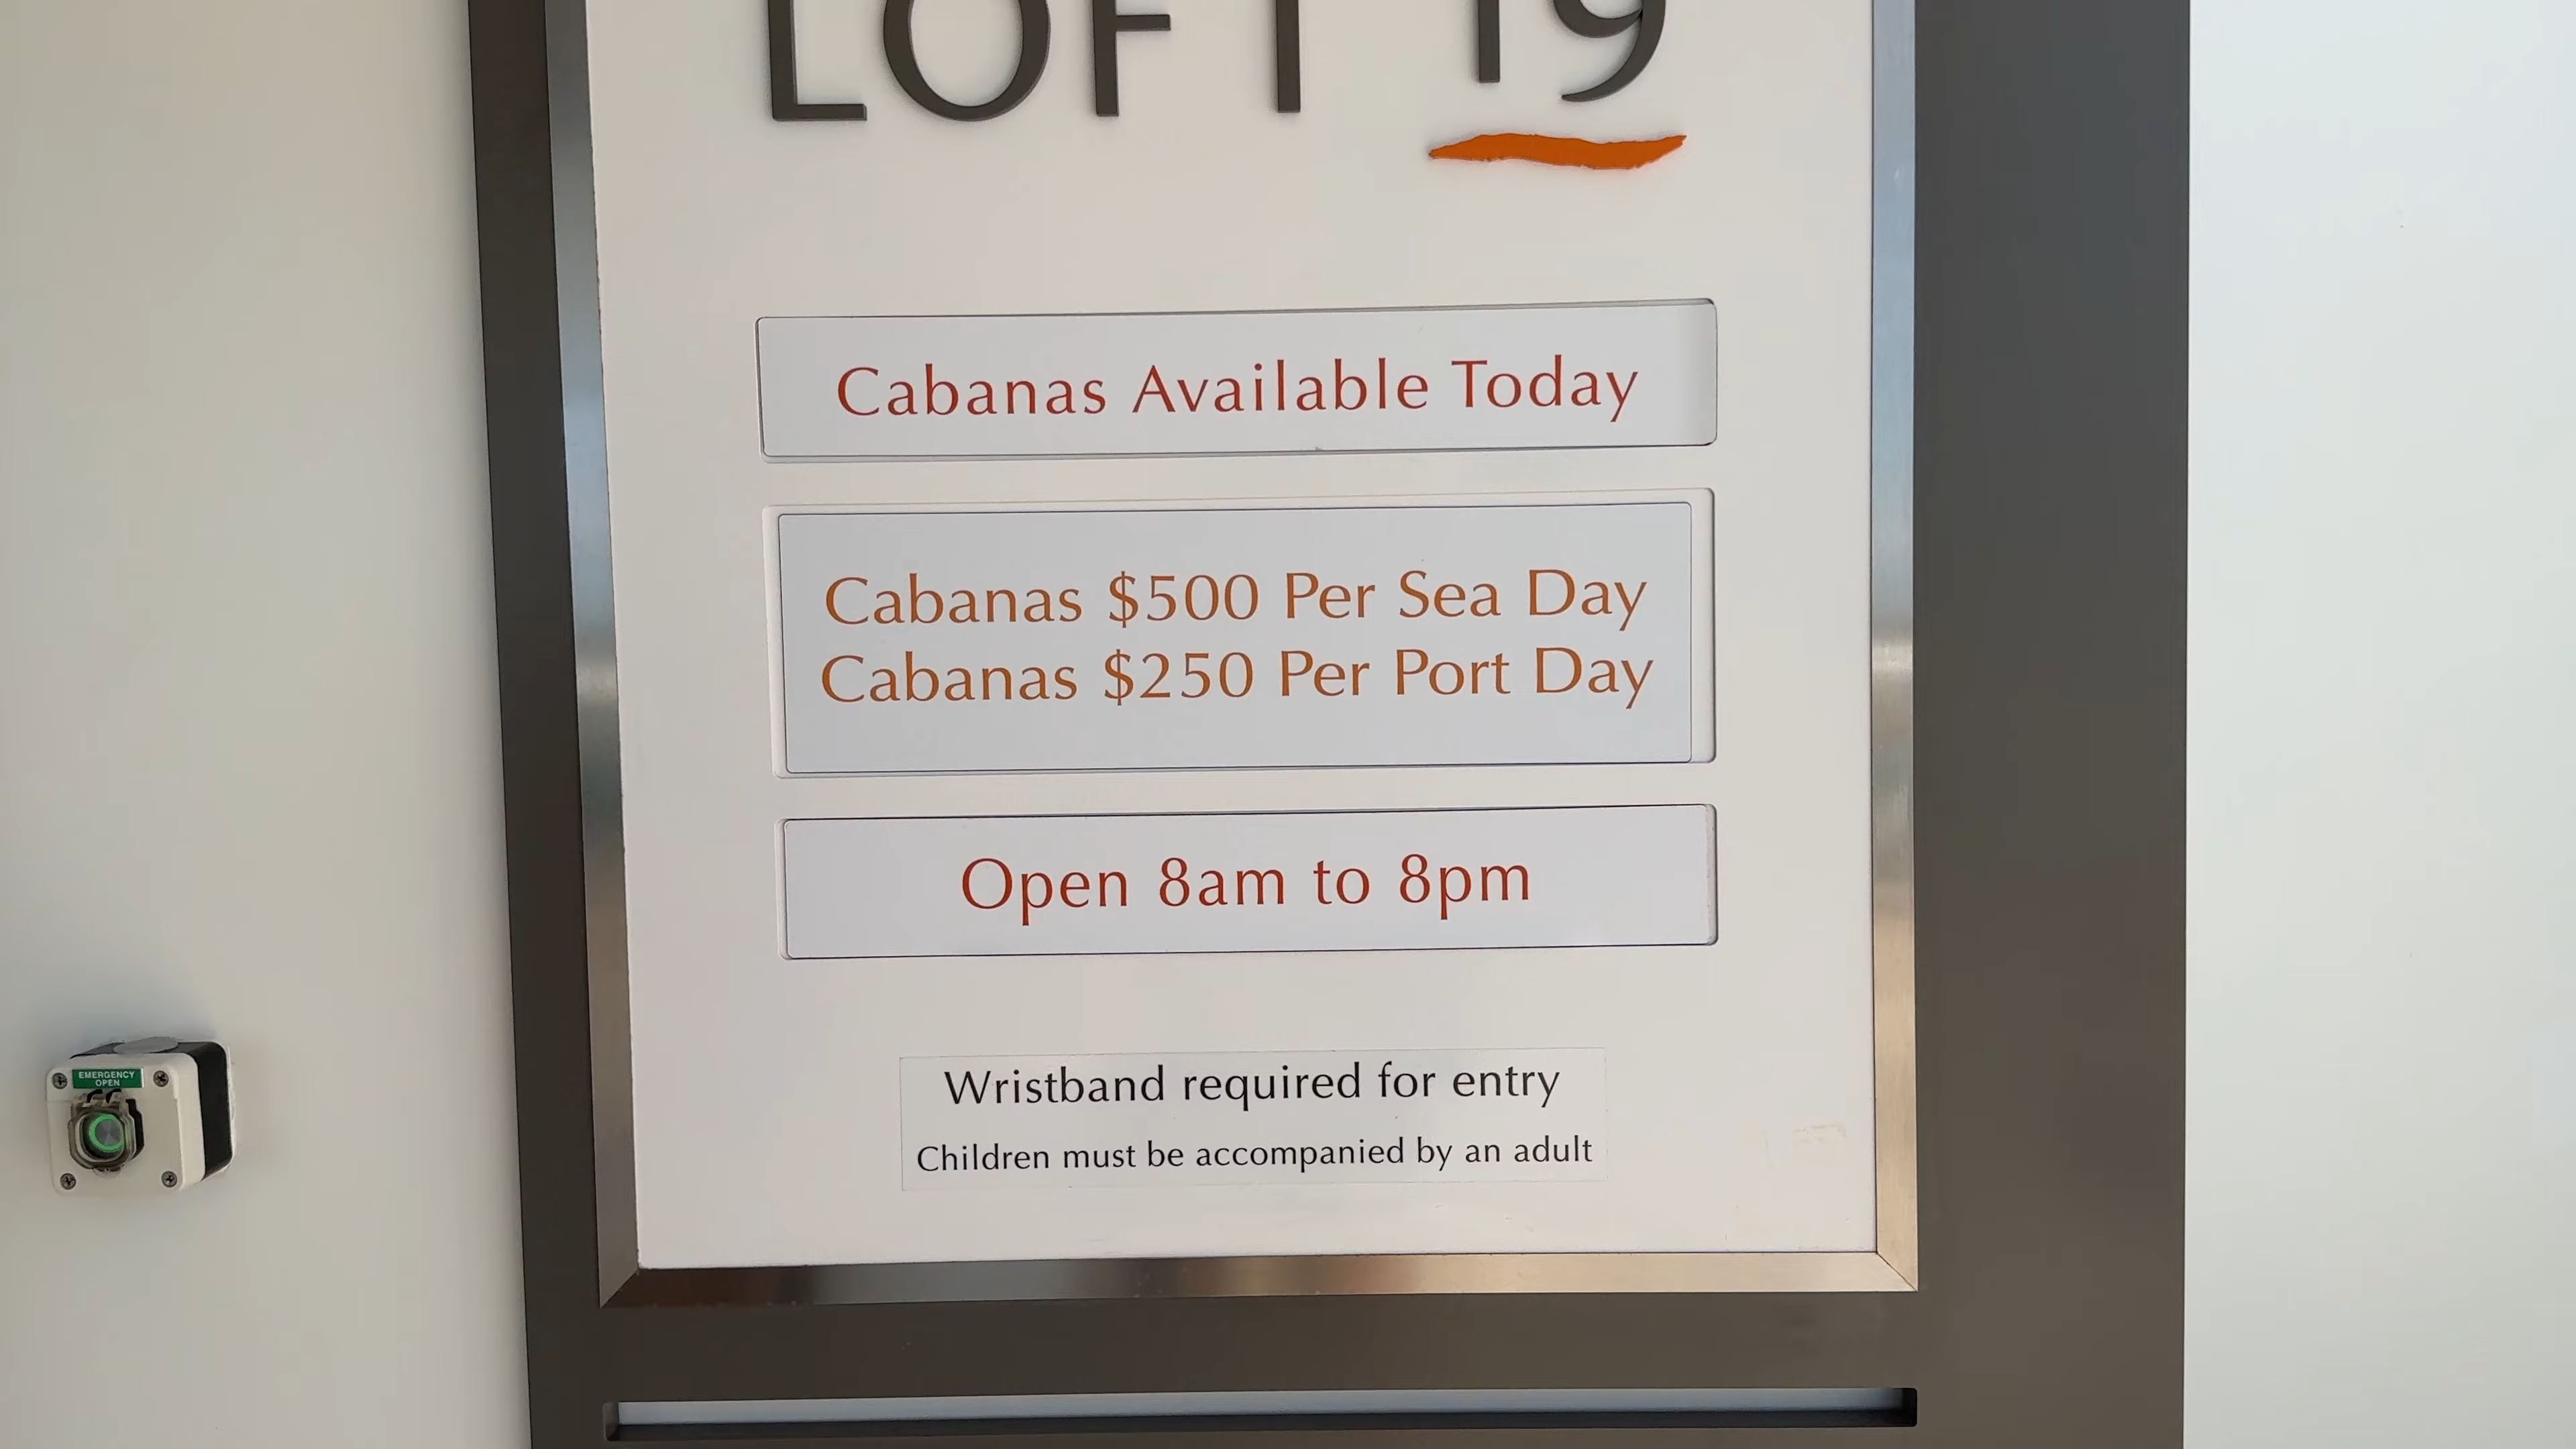 LOFT 19
Cabanas Available Today
Cabanas $500 Per Sea Day
Cabanas $250 Per Port Day
Open 8am to 8pm
Wristband required for entry
Children must be accompanied by an adult
EMERGENCY
OPEN